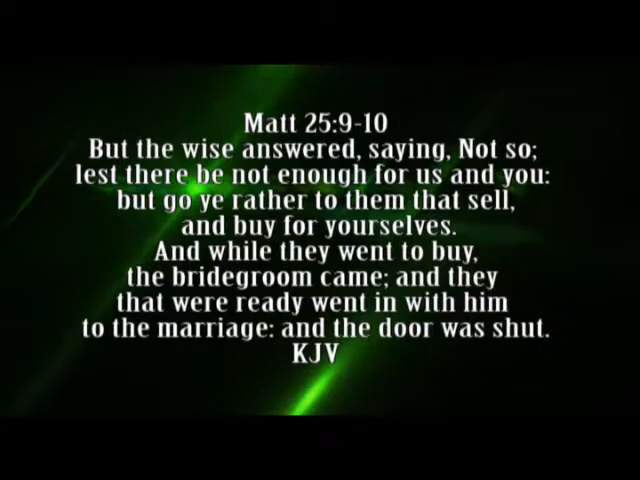 Matt 25:9-10
But the wise answered, saying, Not so;
lest there be not enough for us and you:
but go ye rather to them that sell,
and buy for yourselves.
And while they went to buy,
the bridegroom came; and they
that were ready went in with him
to the marriage: and the door was shut.
KJV